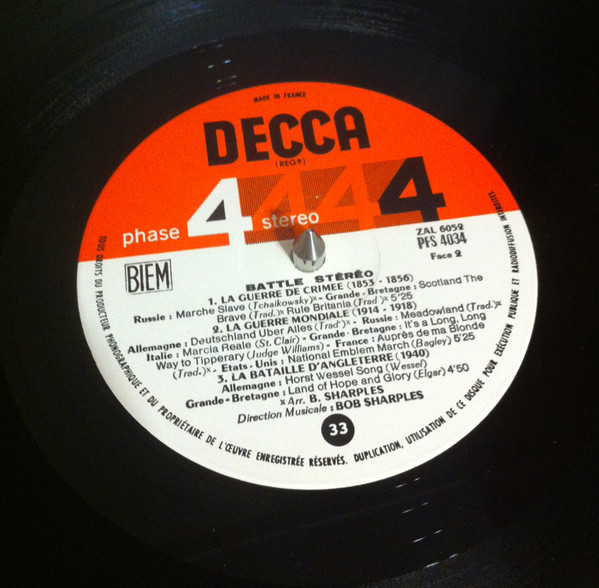 MADE IN FRANCE
DECCA
(REG®)
phase 4 stereo 4 4 4
ZAL 6052
PFS 4034
Face 2
BIEM
BATTLE STÉRÉO
1. LA GUERRE DE CRIMEE (1853 - 1856)
Russie : Marche Slave (Tchaikowsky)x - Grande - Bretagne : Scotland The
Brave (Trad.)x Rule Britania (Trad)x 5'25
2. LA GUERRE MONDIALE (1914 - 1918)
Allemagne : Deutschland Uber Alles (Trad)x - Russie : Meadowland (Trad.)x
Italie : Marcia Reale (St. Clair) - Grande - Bretagne : It's a Long, Long
Way to Tipperary (Judge Williams) - France : Auprès de ma Blonde
(Trad.)x - Etats - Unis : National Emblem March (Bagley) 5'25
3. LA BATAILLE D'ANGLETERRE (1940)
Allemagne : Horst Wessel Song (Wessel)
Grande - Bretagne : Land of Hope and Glory (Elgar) 4'50
x Arr. B. SHARPLES
Direction Musicale : BOB SHARPLES
33
TOUS DROITS DU PRODUCTEUR PHONOGRAPHIQUE ET DU PROPRIÉTAIRE DE L'ŒUVRE ENREGISTRÉE RÉSERVÉS. DUPLICATION, UTILISATION DE CE DISQUE POUR EXÉCUTION PUBLIQUE ET RADIODIFFUSION INTERDITES.